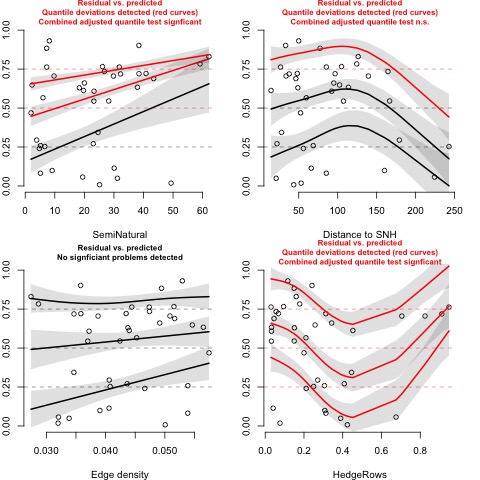 Residual vs. predicted
Quantile deviations detected (red curves)
Combined adjusted quantile test signficant
0.00 0.25 0.50 0.75 1.00
0 10 20 30 40 50 60
SemiNatural
Residual vs. predicted
Quantile deviations detected (red curves)
Combined adjusted quantile test n.s.
0.00 0.25 0.50 0.75 1.00
50 100 150 200 250
Distance to SNH
Residual vs. predicted
No signficiant problems detected
0.00 0.25 0.50 0.75 1.00
0.030 0.040 0.050
Edge density
Residual vs. predicted
Quantile deviations detected (red curves)
Combined adjusted quantile test signficant
0.00 0.25 0.50 0.75 1.00
0.0 0.2 0.4 0.6 0.8
HedgeRows